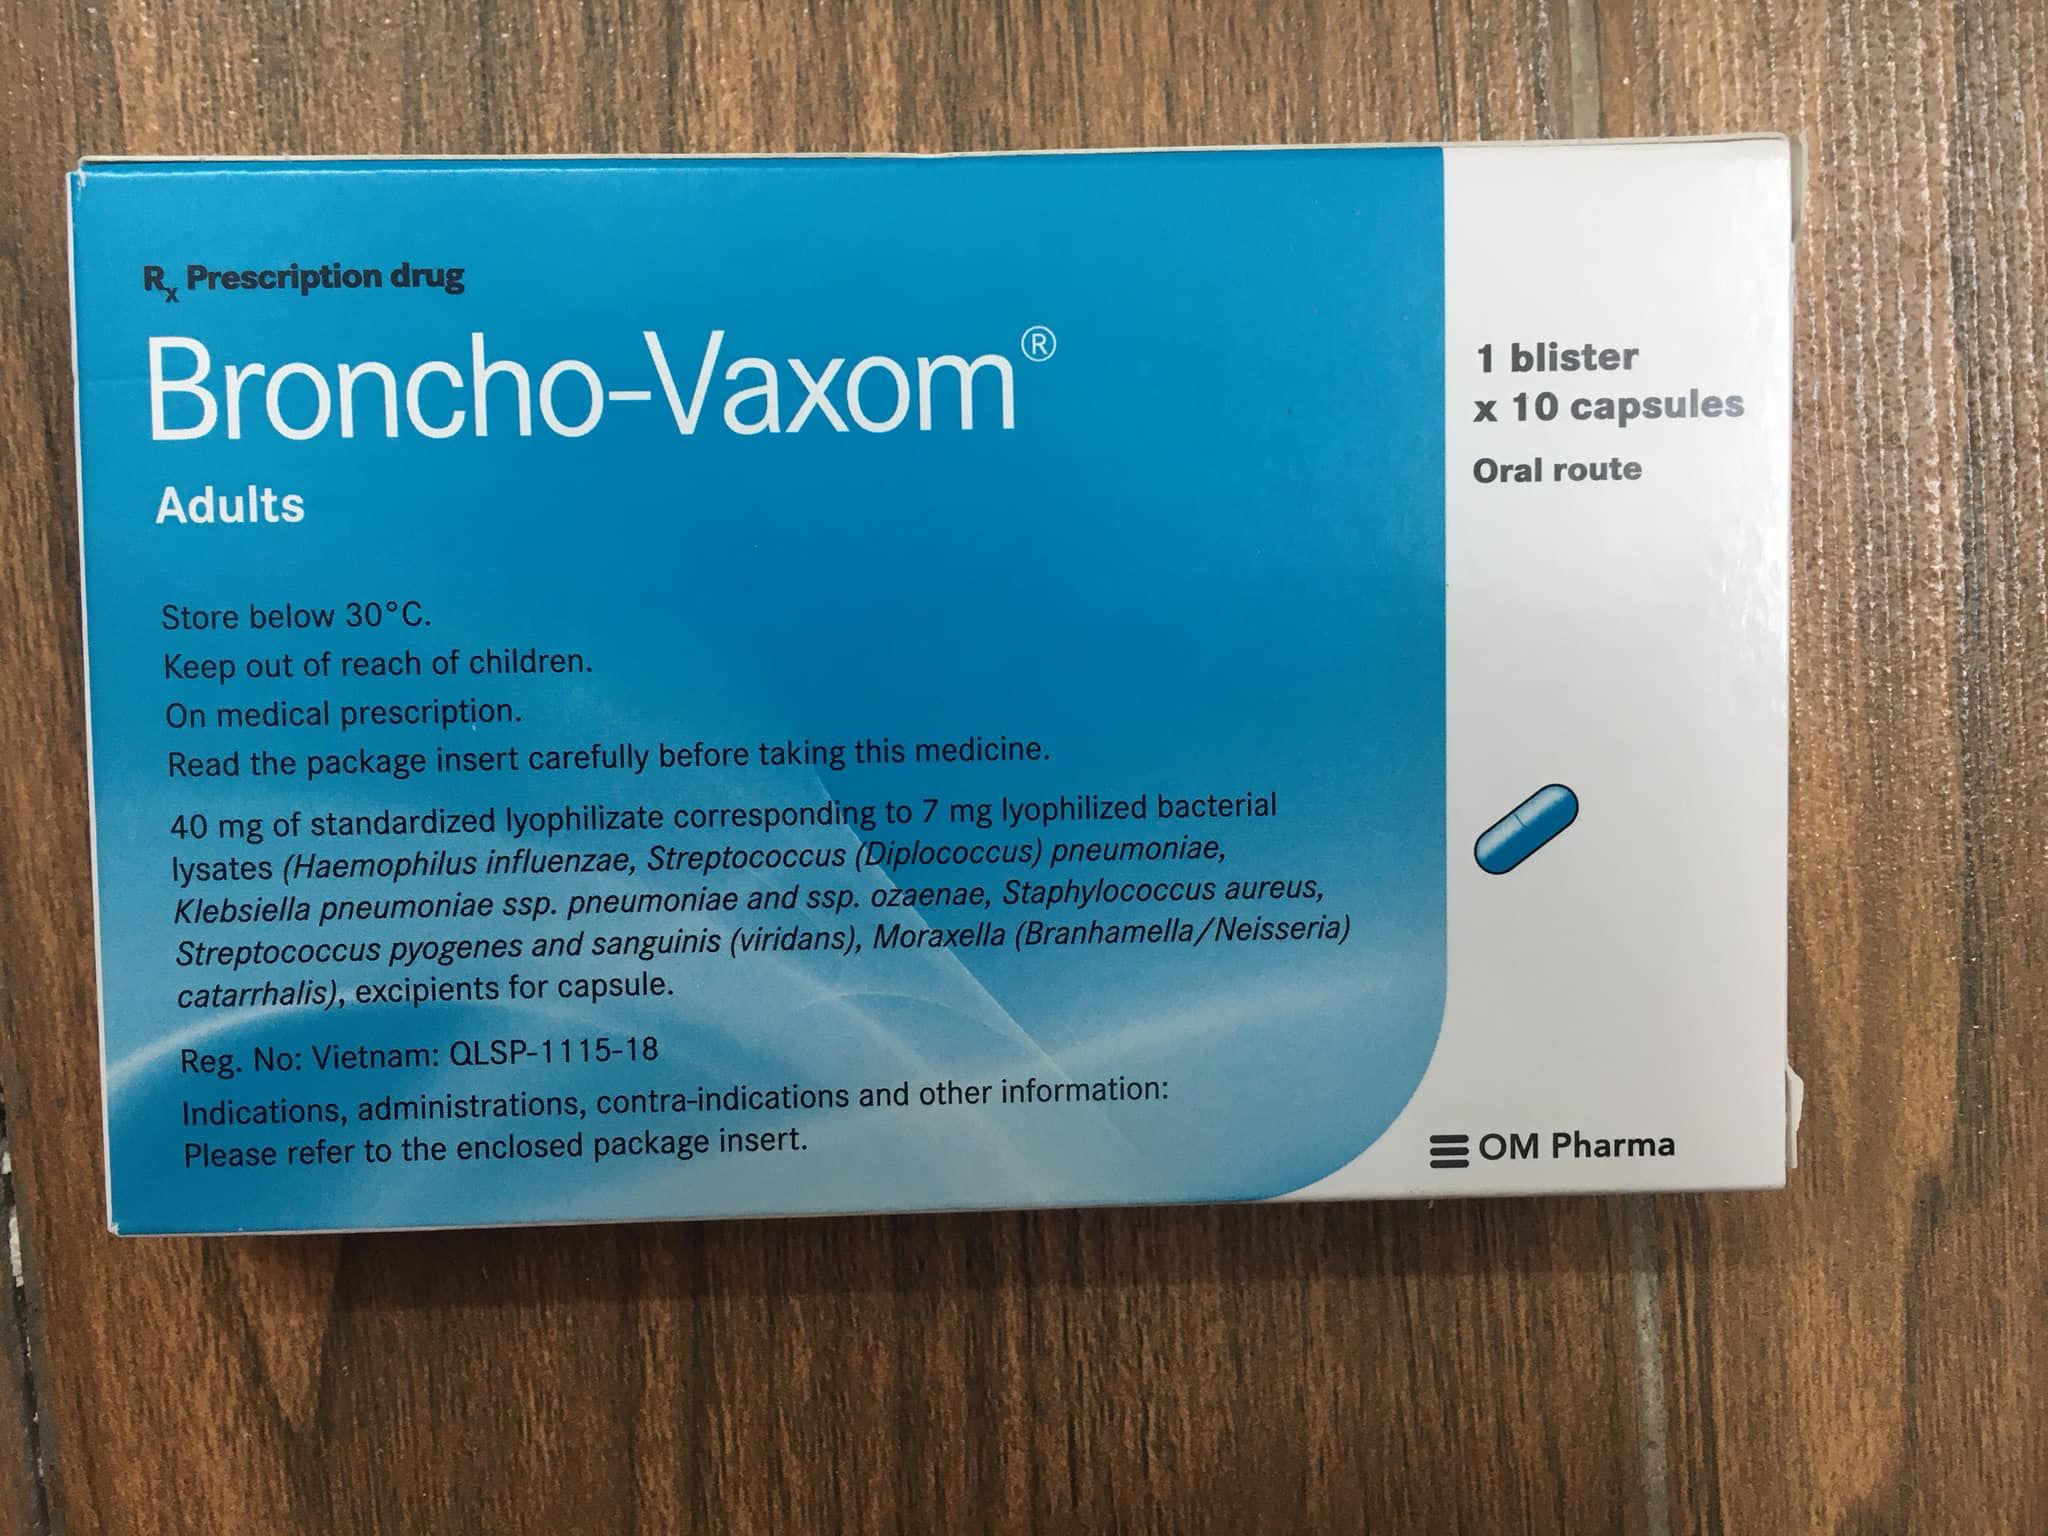 Rx Prescription drug
Broncho-Vaxom®
Adults
Store below 30°C.
Keep out of reach of children.
On medical prescription.
Read the package insert carefully before taking this medicine.
40 mg of standardized lyophilizate corresponding to 7 mg lyophilized bacterial
lysates (Haemophilus influenzae, Streptococcus (Diplococcus) pneumoniae,
Klebsiella pneumoniae ssp. pneumoniae and ssp. ozaenae, Staphylococcus aureus,
Streptococcus pyogenes and sanguinis (viridans), Moraxella (Branhamella/Neisseria)
catarrhalis), excipients for capsule.
Reg. No: Vietnam: QLSP-1115-18
Indications, administrations, contra-indications and other information:
Please refer to the enclosed package insert.
1 blister
x 10 capsules
Oral route
OM Pharma